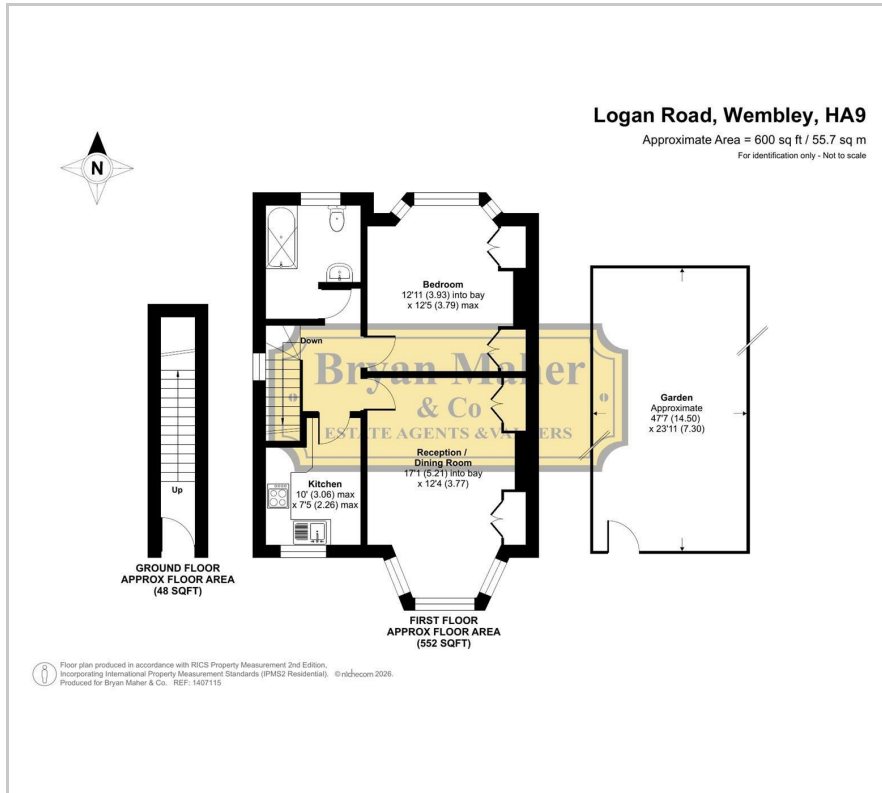 Logan Road, Wembley, HA9
Approximate Area = 600 sq ft / 55.7 sq m
For identification only - Not to scale
N
Bedroom
12'11 (3.93) into bay
x 12'5 (3.79) max
Down
Bryan Maher
& Co
ESTATE AGENTS & VALUERS
Garden
Approximate
47'7 (14.50)
x 23'11 (7.30)
Reception /
Dining Room
17'1 (5.21) into bay
x 12'4 (3.77)
Kitchen
10' (3.06) max
x 7'5 (2.26) max
Up
GROUND FLOOR
APPROX FLOOR AREA
(48 SQFT)
FIRST FLOOR
APPROX FLOOR AREA
(552 SQFT)
Floor plan produced in accordance with RICS Property Measurement 2nd Edition,
Incorporating International Property Measurement Standards (IPMS2 Residential). © nichecom 2026.
Produced for Bryan Maher & Co. REF: 1407115